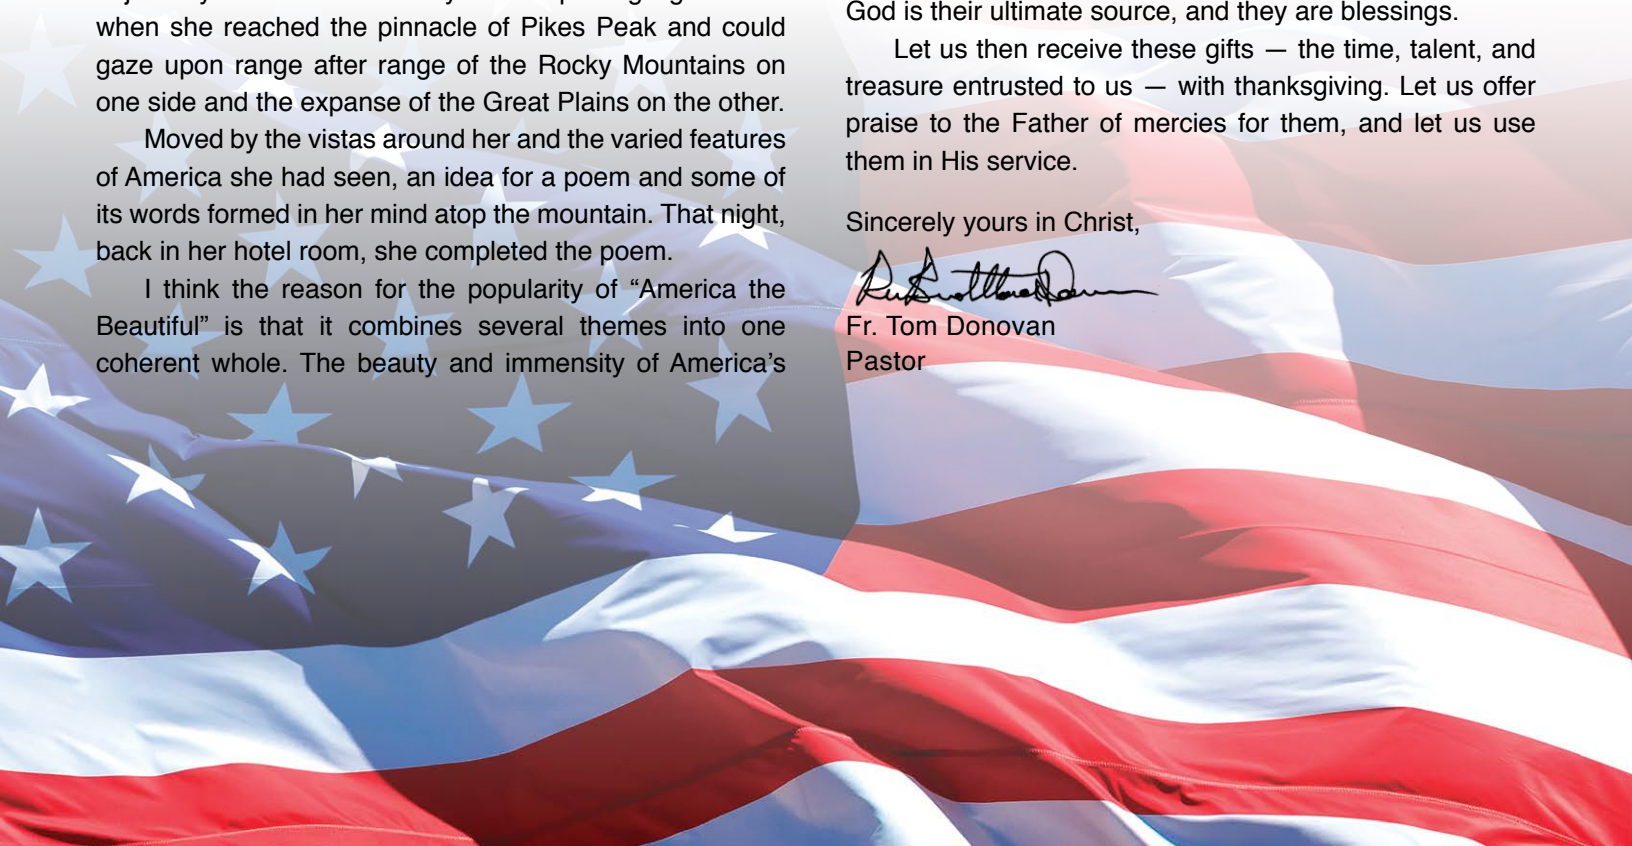 when she reached the pinnacle of Pikes Peak and could
gaze upon range after range of the Rocky Mountains on
one side and the expanse of the Great Plains on the other.
Moved by the vistas around her and the varied features
of America she had seen, an idea for a poem and some of
its words formed in her mind atop the mountain. That night,
back in her hotel room, she completed the poem.
I think the reason for the popularity of “America the
Beautiful” is that it combines several themes into one
coherent whole. The beauty and immensity of America’s
God is their ultimate source, and they are blessings.
Let us then receive these gifts — the time, talent, and
treasure entrusted to us — with thanksgiving. Let us offer
praise to the Father of mercies for them, and let us use
them in His service.
Sincerely yours in Christ,
Fr. Tom Donovan
Pastor